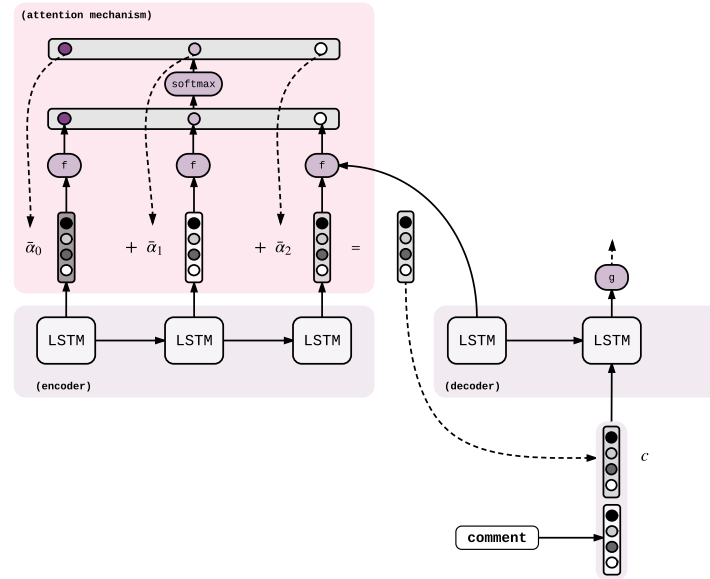 (attention mechanism)
softmax
f f f
ᾱ0 + ᾱ1 + ᾱ2 =
g
LSTM LSTM LSTM LSTM LSTM
(encoder) (decoder)
c
comment